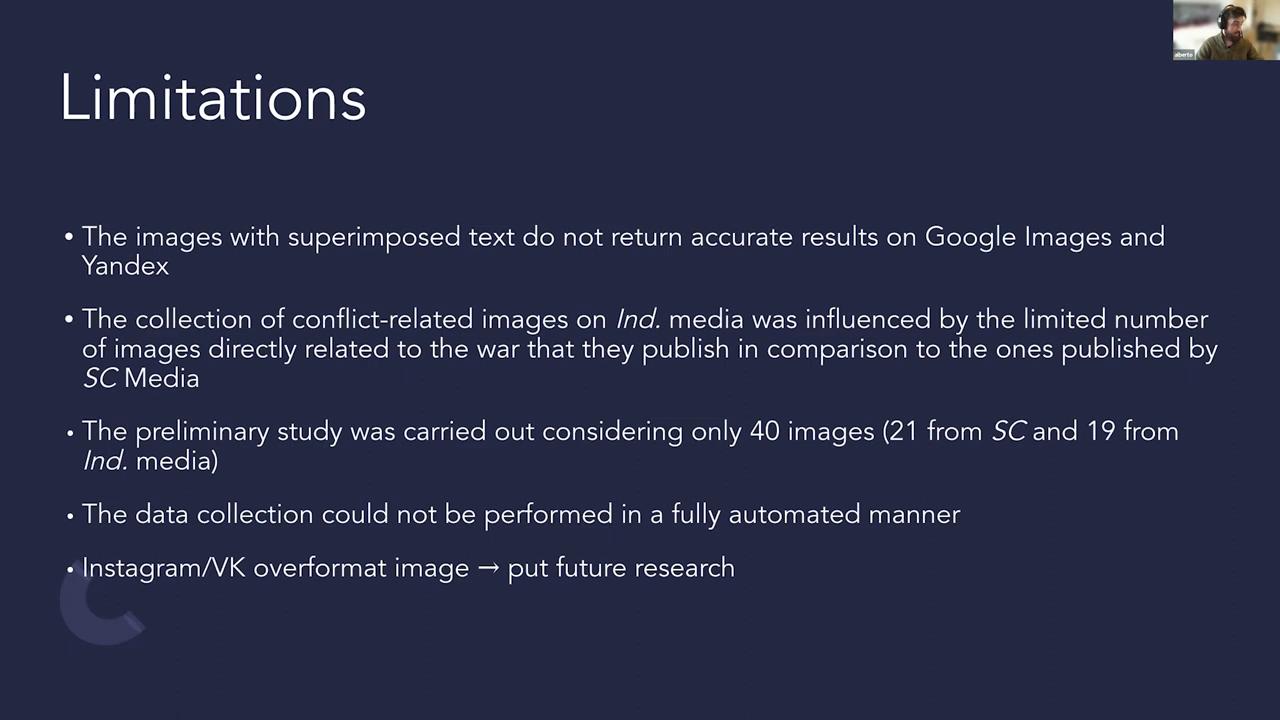 alberto
Limitations
• The images with superimposed text do not return accurate results on Google Images and
Yandex
• The collection of conflict-related images on Ind. media was influenced by the limited number
of images directly related to the war that they publish in comparison to the ones published by
SC Media
• The preliminary study was carried out considering only 40 images (21 from SC and 19 from
Ind. media)
• The data collection could not be performed in a fully automated manner
• Instagram/VK overformat image → put future research